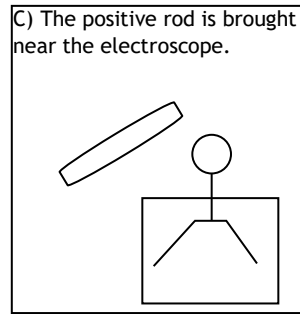 C) The positive rod is brought
near the electroscope.